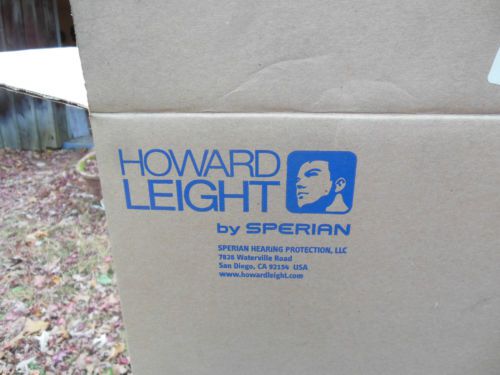 HOWARD
LEIGHT
by SPERIAN
SPERIAN HEARING PROTECTION, LLC
7828 Waterville Road
San Diego, CA 92154 USA
www.howardleight.com